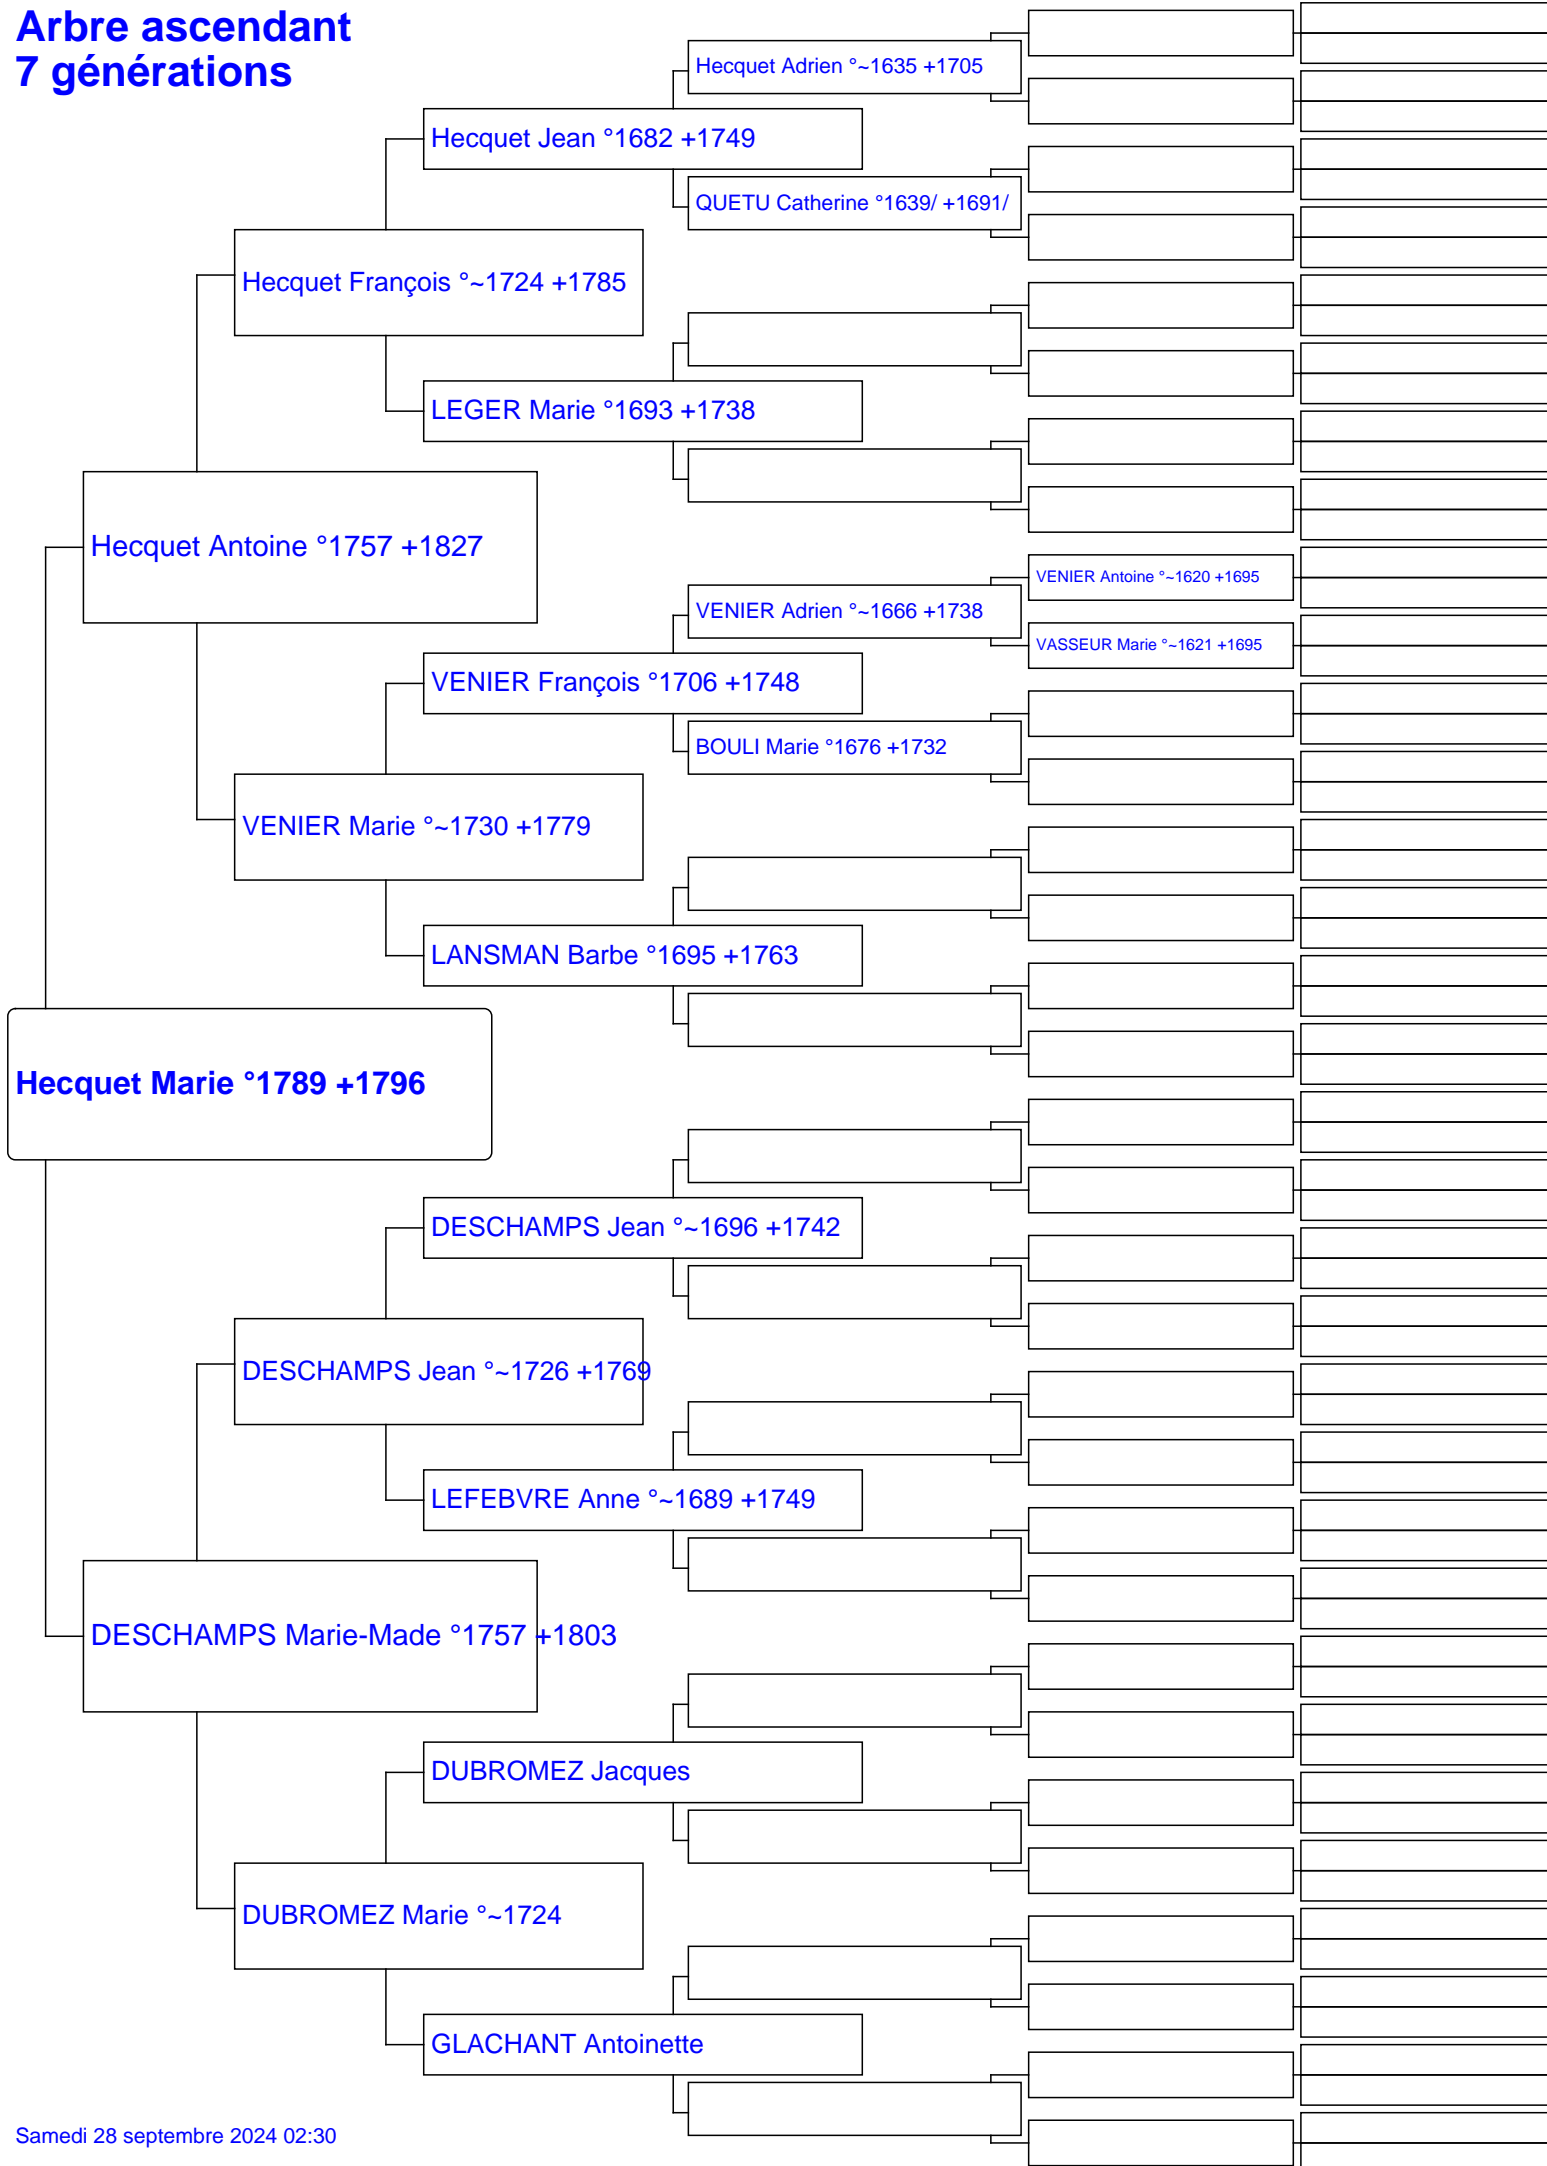 Arbre ascendant
7 générations
Hecquet Adrien °~1635 +1705
Hecquet Jean °1682 +1749
QUETU Catherine °1639/ +1691/
Hecquet François °~1724 +1785
LEGER Marie °1693 +1738
Hecquet Antoine °1757 +1827
VENIER Antoine °~1620 +1695
VENIER Adrien °~1666 +1738
VASSEUR Marie °~1621 +1695
VENIER François °1706 +1748
BOULI Marie °1676 +1732
VENIER Marie °~1730 +1779
LANSMAN Barbe °1695 +1763
Hecquet Marie °1789 +1796
DESCHAMPS Jean °~1696 +1742
DESCHAMPS Jean °~1726 +1769
LEFEBVRE Anne °~1689 +1749
DESCHAMPS Marie-Made °1757 +1803
DUBROMEZ Jacques
DUBROMEZ Marie °~1724
GLACHANT Antoinette
Samedi 28 septembre 2024 02:30